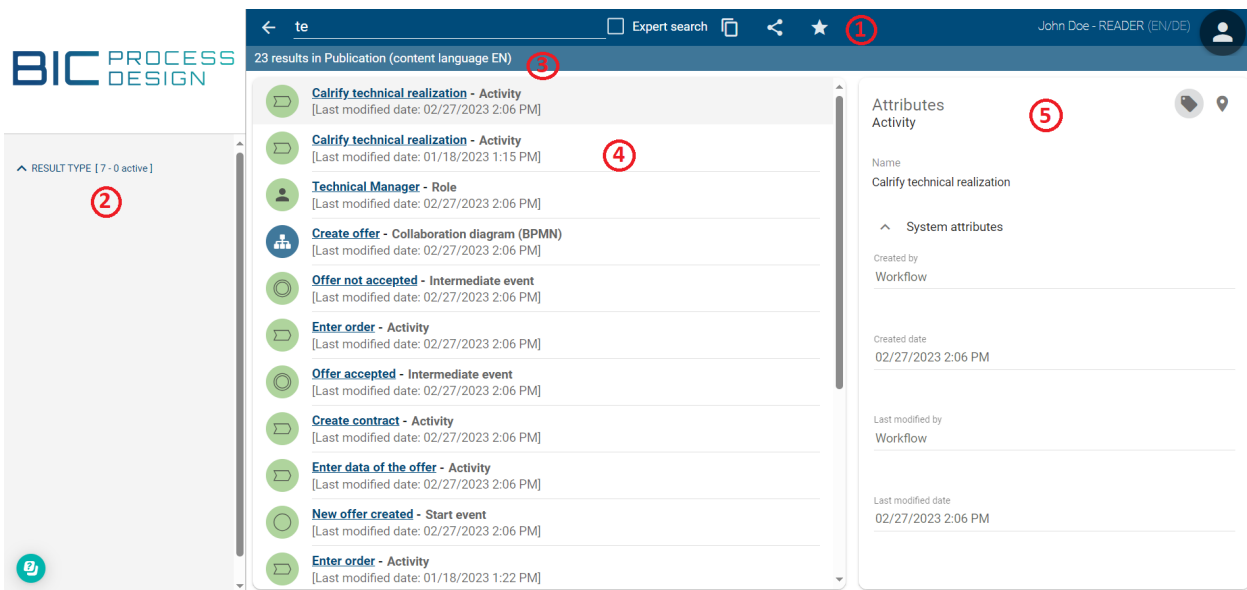 te
Expert search
1
John Doe - READER (EN/DE)
BIC PROCESS
DESIGN
23 results in Publication (content language EN)
3
RESULT TYPE [ 7 - 0 active ]
2
Calrify technical realization - Activity
[Last modified date: 02/27/2023 2:06 PM]
Calrify technical realization - Activity
[Last modified date: 01/18/2023 1:15 PM]
4
Technical Manager - Role
[Last modified date: 02/27/2023 2:06 PM]
Create offer - Collaboration diagram (BPMN)
[Last modified date: 02/27/2023 2:06 PM]
Offer not accepted - Intermediate event
[Last modified date: 02/27/2023 2:06 PM]
Enter order - Activity
[Last modified date: 02/27/2023 2:06 PM]
Offer accepted - Intermediate event
[Last modified date: 02/27/2023 2:06 PM]
Create contract - Activity
[Last modified date: 02/27/2023 2:06 PM]
Enter data of the offer - Activity
[Last modified date: 02/27/2023 2:06 PM]
New offer created - Start event
[Last modified date: 02/27/2023 2:06 PM]
Enter order - Activity
[Last modified date: 01/18/2023 1:22 PM]
Attributes
Activity
5
Name
Calrify technical realization
System attributes
Created by
Workflow
Created date
02/27/2023 2:06 PM
Last modified by
Workflow
Last modified date
02/27/2023 2:06 PM